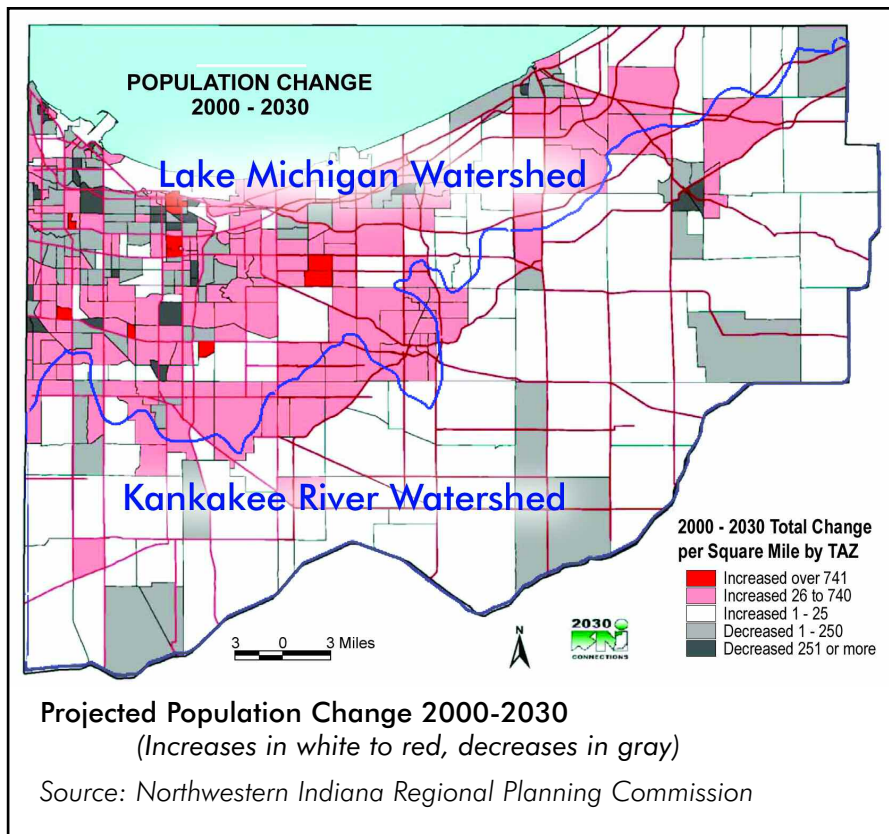 POPULATION CHANGE
2000 - 2030
Lake Michigan Watershed
Kankakee River Watershed
2000 - 2030 Total Change
per Square Mile by TAZ
Increased over 741
Increased 26 to 740
Increased 1 - 25
Decreased 1 - 250
Decreased 251 or more
3 0 3 Miles
N
2030
CONNECTIONS
Projected Population Change 2000-2030
(Increases in white to red, decreases in gray)
Source: Northwestern Indiana Regional Planning Commission